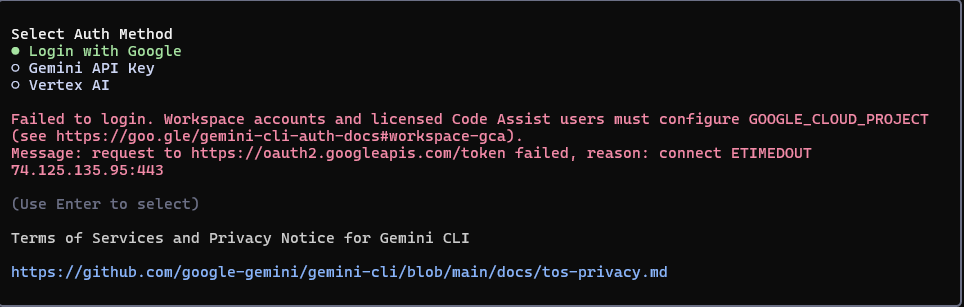 Select Auth Method
● Login with Google
○ Gemini API Key
○ Vertex AI
Failed to login. Workspace accounts and licensed Code Assist users must configure GOOGLE_CLOUD_PROJECT
(see https://goo.gle/gemini-cli-auth-docs#workspace-gca).
Message: request to https://oauth2.googleapis.com/token failed, reason: connect ETIMEDOUT
74.125.135.95:443
(Use Enter to select)
Terms of Services and Privacy Notice for Gemini CLI
https://github.com/google-gemini/gemini-cli/blob/main/docs/tos-privacy.md